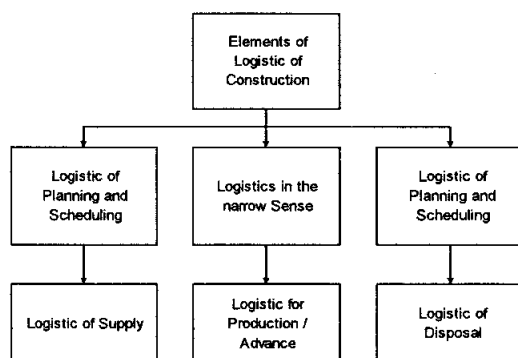 Elements of
Logistic of
Construction
Logistic of
Planning and
Scheduling
Logistics in the
narrow Sense
Logistic of
Planning and
Scheduling
Logistic of Supply
Logistic for
Production /
Advance
Logistic of
Disposal